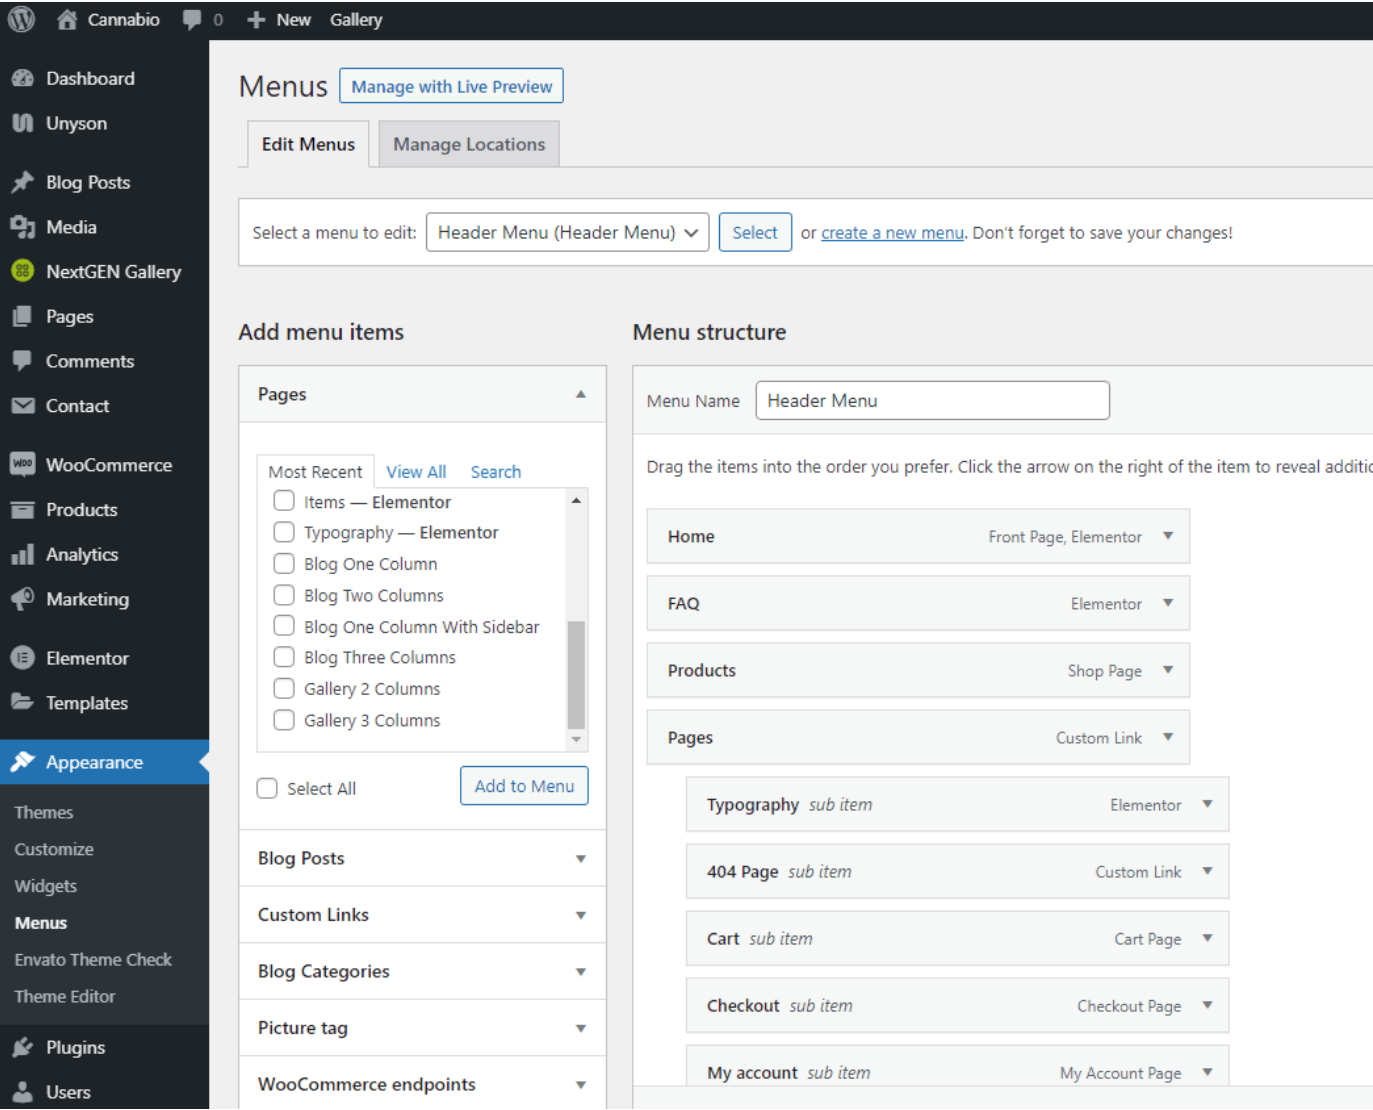 Cannabio 0 New Gallery
Dashboard
Unyson
Blog Posts
Media
NextGEN Gallery
Pages
Comments
Contact
WooCommerce
Products
Analytics
Marketing
Elementor
Templates
Appearance
Themes
Customize
Widgets
Menus
Envato Theme Check
Theme Editor
Plugins
Users
Menus Manage with Live Preview
Edit Menus Manage Locations
Select a menu to edit: Header Menu (Header Menu) Select or create a new menu. Don't forget to save your changes!
Add menu items
Pages
Most Recent View All Search
Items — Elementor
Typography — Elementor
Blog One Column
Blog Two Columns
Blog One Column With Sidebar
Blog Three Columns
Gallery 2 Columns
Gallery 3 Columns
Select All Add to Menu
Blog Posts
Custom Links
Blog Categories
Picture tag
WooCommerce endpoints
Menu structure
Menu Name Header Menu
Drag the items into the order you prefer. Click the arrow on the right of the item to reveal additic
Home Front Page, Elementor
FAQ Elementor
Products Shop Page
Pages Custom Link
Typography sub item Elementor
404 Page sub item Custom Link
Cart sub item Cart Page
Checkout sub item Checkout Page
My account sub item My Account Page